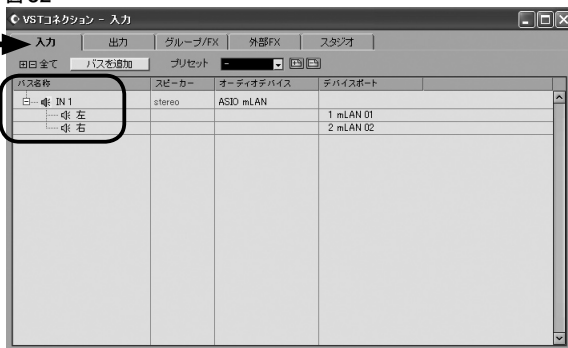 VSTコネクション - 入力
入力 出力 グループ/FX 外部FX スタジオ
全て バスを追加 プリセット -
バス名称 スピーカー オーディオデバイス デバイスポート
IN 1 stereo ASIO mLAN
左 1 mLAN 01
右 2 mLAN 02